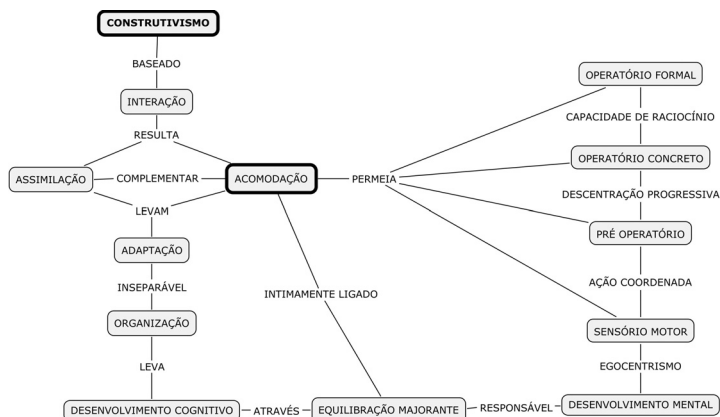 CONSTRUTIVISMO
BASEADO
INTERAÇÃO
RESULTA
ASSIMILAÇÃO
COMPLEMENTAR
ACOMODAÇÃO
PERMEIA
LEVAM
ADAPTAÇÃO
INSEPARÁVEL
ORGANIZAÇÃO
LEVA
DESENVOLVIMENTO COGNITIVO
ATRAVÉS
EQUILIBRAÇÃO MAJORANTE
INTIMAMENTE LIGADO
RESPONSÁVEL
OPERATÓRIO FORMAL
CAPACIDADE DE RACIOCÍNIO
OPERATÓRIO CONCRETO
DESCENTRAÇÃO PROGRESSIVA
PRÉ OPERATÓRIO
AÇÃO COORDENADA
SENSÓRIO MOTOR
EGOCENTRISMO
DESENVOLVIMENTO MENTAL